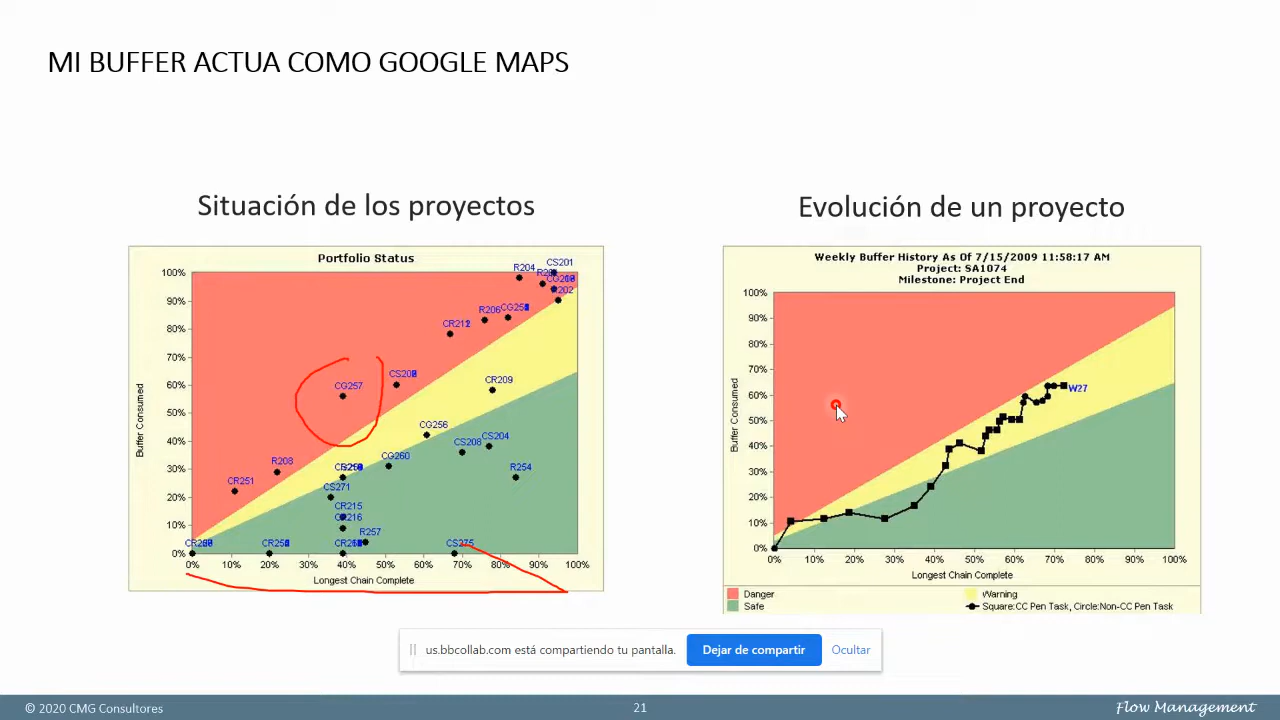 MI BUFFER ACTUA COMO GOOGLE MAPS
Situación de los proyectos
Evolución de un proyecto
Portfolio Status
100%
90%
80%
70%
60%
50%
40%
30%
20%
10%
0%
Buffer Consumed
CS201
R204
R202
R206
CG257
CS202
CR209
CG256
CS208
CS204
CG260
R254
R208
CR251
CS271
CR215
CR216
R257
CS275
0% 10% 20% 30% 40% 50% 60% 70% 80% 90% 100%
Longest Chain Complete
Weekly Buffer History As Of 7/15/2009 11:58:17 AM
Project: SA1074
Milestone: Project End
100%
90%
80%
70%
60%
50%
40%
30%
20%
10%
0%
Buffer Consumed
W27
0% 10% 20% 30% 40% 50% 60% 70% 80% 90% 100%
Longest Chain Complete
Danger
Warning
Safe
Square:CC Pen Task, Circle:Non-CC Pen Task
us.bbcollab.com está compartiendo tu pantalla.
Dejar de compartir
Ocultar
© 2020 CMG Consultores
21
Flow Management